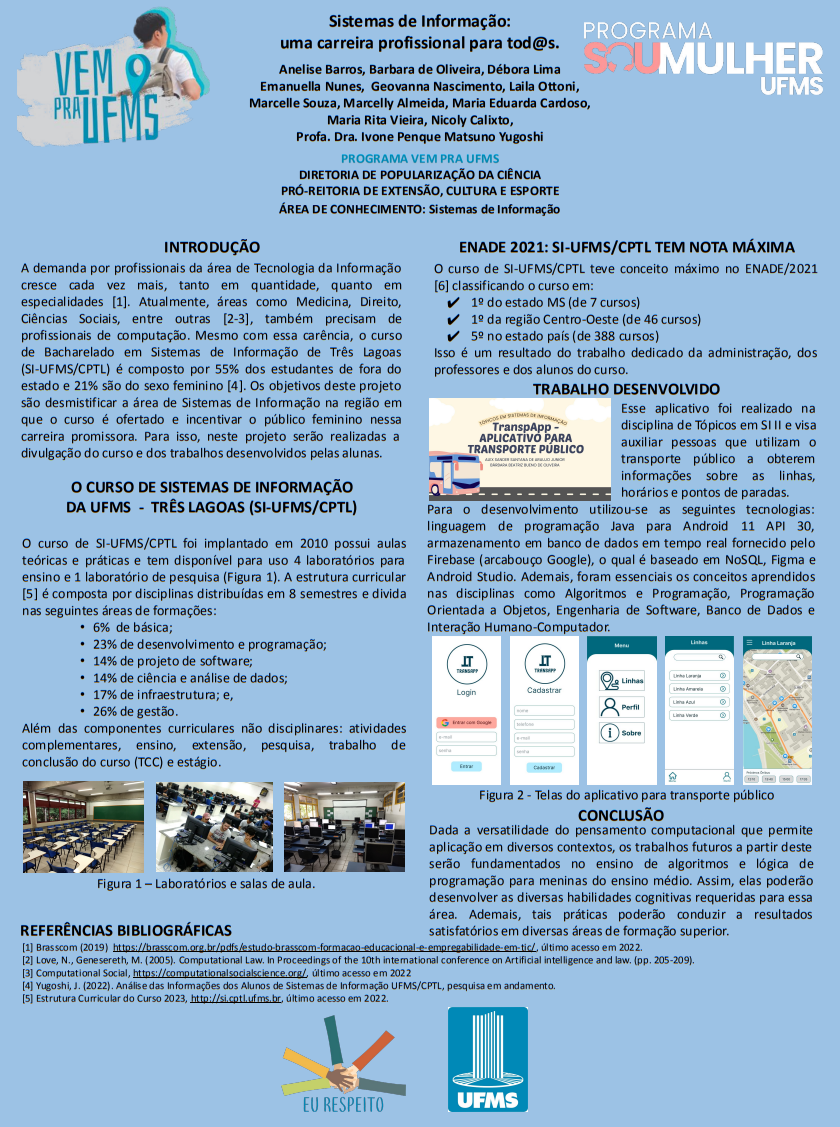 VEM
PRA
UFMS
Sistemas de Informação:
uma carreira profissional para tod@s.
PROGRAMA
SOUMULHER
UFMS
Anelise Barros, Barbara de Oliveira, Débora Lima
Emanuella Nunes, Geovanna Nascimento, Laila Ottoni,
Marcelle Souza, Marcelly Almeida, Maria Eduarda Cardoso,
Maria Rita Vieira, Nicoly Calixto,
Profa. Dra. Ivone Penque Matsuno Yugoshi
PROGRAMA VEM PRA UFMS
DIRETORIA DE POPULARIZAÇÃO DA CIÊNCIA
PRÓ-REITORIA DE EXTENSÃO, CULTURA E ESPORTE
ÁREA DE CONHECIMENTO: Sistemas de Informação
INTRODUÇÃO
A demanda por profissionais da área de Tecnologia da Informação
cresce cada vez mais, tanto em quantidade, quanto em
especialidades [1]. Atualmente, áreas como Medicina, Direito,
Ciências Sociais, entre outras [2-3], também precisam de
profissionais de computação. Mesmo com essa carência, o curso
de Bacharelado em Sistemas de Informação de Três Lagoas
(SI-UFMS/CPTL) é composto por 55% dos estudantes de fora do
estado e 21% são do sexo feminino [4]. Os objetivos deste projeto
são desmistificar a área de Sistemas de Informação na região em
que o curso é ofertado e incentivar o público feminino nessa
carreira promissora. Para isso, neste projeto serão realizadas a
divulgação do curso e dos trabalhos desenvolvidos pelas alunas.
O CURSO DE SISTEMAS DE INFORMAÇÃO
DA UFMS - TRÊS LAGOAS (SI-UFMS/CPTL)
O curso de SI-UFMS/CPTL foi implantado em 2010 possui aulas
teóricas e práticas e tem disponível para uso 4 laboratórios para
ensino e 1 laboratório de pesquisa (Figura 1). A estrutura curricular
[5] é composta por disciplinas distribuídas em 8 semestres e divida
nas seguintes áreas de formações:
• 6% de básica;
• 23% de desenvolvimento e programação;
• 14% de projeto de software;
• 14% de ciência e análise de dados;
• 17% de infraestrutura; e,
• 26% de gestão.
Além das componentes curriculares não disciplinares: atividades
complementares, ensino, extensão, pesquisa, trabalho de
conclusão do curso (TCC) e estágio.
Figura 1 – Laboratórios e salas de aula.
ENADE 2021: SI-UFMS/CPTL TEM NOTA MÁXIMA
O curso de SI-UFMS/CPTL teve conceito máximo no ENADE/2021
[6] classificando o curso em:
✔ 1º do estado MS (de 7 cursos)
✔ 1º da região Centro-Oeste (de 46 cursos)
✔ 5º no estado país (de 388 cursos)
Isso é um resultado do trabalho dedicado da administração, dos
professores e dos alunos do curso.
TRABALHO DESENVOLVIDO
TÓPICOS EM SISTEMAS DE INFORMAÇÃO
TranspApp -
APLICATIVO PARA
TRANSPORTE PÚBLICO
ALEX SANDER SANTANA DE ARAUJO JUNIOR
BÁRBARA BEATRIZ BUENO DE OLIVEIRA
Esse aplicativo foi realizado na
disciplina de Tópicos em SI II e visa
auxiliar pessoas que utilizam o
transporte público a obterem
informações sobre as linhas,
horários e pontos de paradas.
Para o desenvolvimento utilizou-se as seguintes tecnologias:
linguagem de programação Java para Android 11 API 30,
armazenamento em banco de dados em tempo real fornecido pelo
Firebase (arcabouço Google), o qual é baseado em NoSQL, Figma e
Android Studio. Ademais, foram essenciais os conceitos aprendidos
nas disciplinas como Algoritmos e Programação, Programação
Orientada a Objetos, Engenharia de Software, Banco de Dados e
Interação Humano-Computador.
TRANSAPP
Login
Entrar com Google
e-mail
senha
Entrar
TRANSAPP
Cadastrar
nome
telefone
e-mail
senha
Cadastrar
Menu
Linhas
Perfil
Sobre
Linhas
Linha Laranja
Linha Amarela
Linha Azul
Linha Verde
Linha Laranja
Figura 2 - Telas do aplicativo para transporte público
CONCLUSÃO
Dada a versatilidade do pensamento computacional que permite
aplicação em diversos contextos, os trabalhos futuros a partir deste
serão fundamentados no ensino de algoritmos e lógica de
programação para meninas do ensino médio. Assim, elas poderão
desenvolver as diversas habilidades cognitivas requeridas para essa
área. Ademais, tais práticas poderão conduzir a resultados
satisfatórios em diversas áreas de formação superior.
REFERÊNCIAS BIBLIOGRÁFICAS
[1] Brasscom (2019) https://brasscom.org.br/pdfs/estudo-brasscom-formacao-educacional-e-empregabilidade-em-tic/, último acesso em 2022.
[2] Love, N., Genesereth, M. (2005). Computational Law. In Proceedings of the 10th international conference on Artificial intelligence and law. (pp. 205-209).
[3] Computational Social, https://computationalsocialscience.org/, último acesso em 2022
[4] Yugoshi, J. (2022). Análise das Informações dos Alunos de Sistemas de Informação UFMS/CPTL, pesquisa em andamento.
[5] Estrutura Curricular do Curso 2023, http://si.cptl.ufms.br, último acesso em 2022.
EU RESPEITO
UFMS